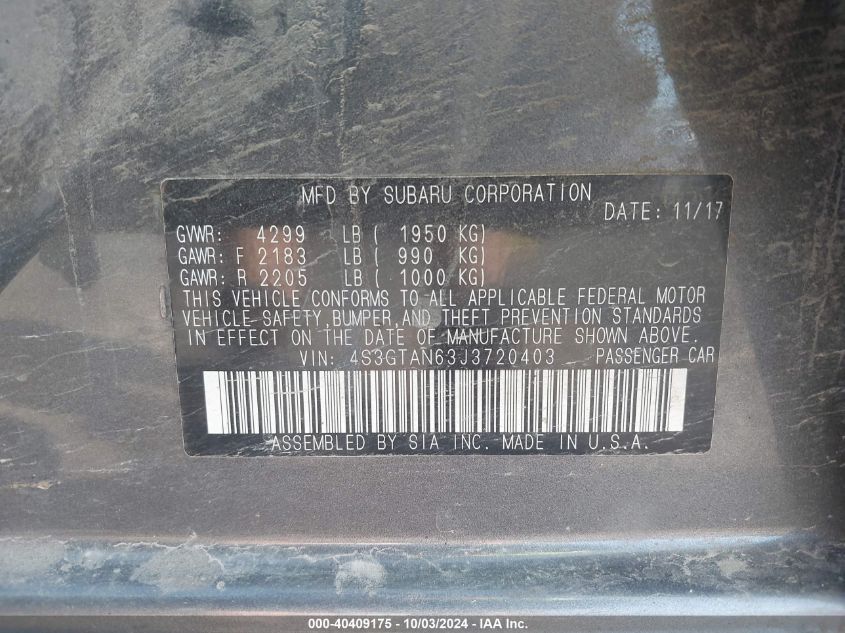 MFD BY SUBARU CORPORATION
DATE: 11/17
GVWR: 4299 LB ( 1950 KG)
GAWR: F 2183 LB ( 990 KG)
GAWR: R 2205 LB ( 1000 KG)
THIS VEHICLE CONFORMS TO ALL APPLICABLE FEDERAL MOTOR
VEHICLE SAFETY, BUMPER, AND THEFT PREVENTION STANDARDS
IN EFFECT ON THE DATE OF MANUFACTURE SHOWN ABOVE.
VIN: 4S3GTAN63J3720403 PASSENGER CAR
ASSEMBLED BY SIA INC. MADE IN U.S.A.
000-40409175 - 10/03/2024 - IAA Inc.